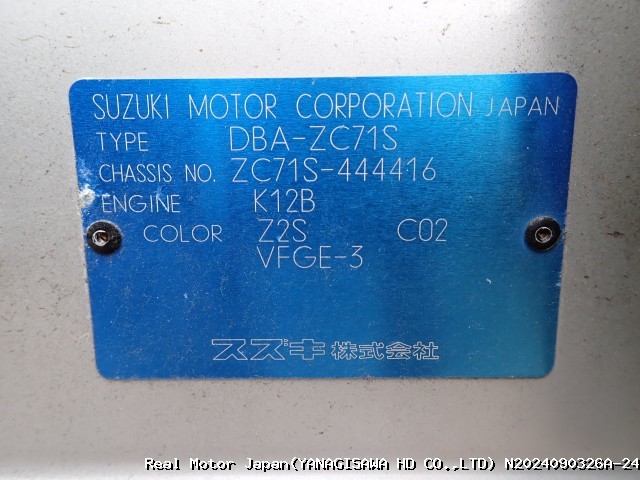 SUZUKI MOTOR CORPORATION JAPAN
TYPE DBA-ZC71S
CHASSIS NO. ZC71S-444416
ENGINE K12B
COLOR Z2S C02
VFGE-3
スズキ株式会社
Real Motor Japan(YANAGISAWA HD CO.,LTD) N2024090326A-24